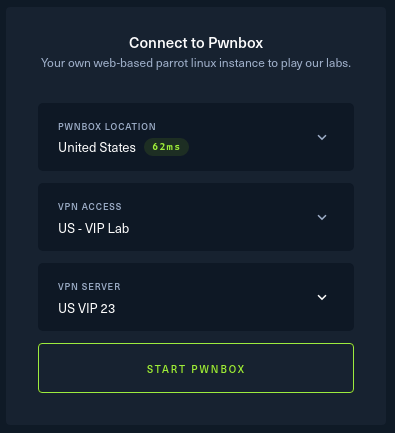 Connect to Pwnbox
Your own web-based parrot linux instance to play our labs.
PWNBOX LOCATION
United States 62ms
VPN ACCESS
US - VIP Lab
VPN SERVER
US VIP 23
START PWNBOX